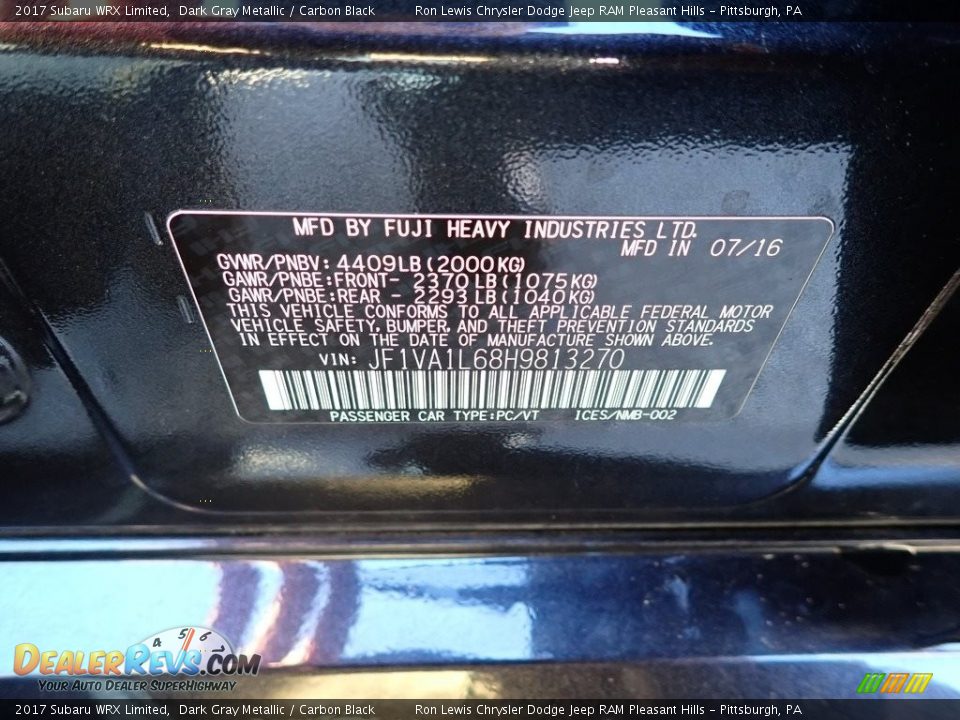 2017 Subaru WRX Limited, Dark Gray Metallic / Carbon Black Ron Lewis Chrysler Dodge Jeep RAM Pleasant Hills - Pittsburgh, PA
MFD BY FUJI HEAVY INDUSTRIES LTD.
MFD IN 07/16
GVWR/PNBV: 4409LB(2000KG)
GAWR/PNBE:FRONT- 2370LB(1075KG)
GAWR/PNBE:REAR - 2293LB(1040KG)
THIS VEHICLE CONFORMS TO ALL APPLICABLE FEDERAL MOTOR
VEHICLE SAFETY, BUMPER, AND THEFT PREVENTION STANDARDS
IN EFFECT ON THE DATE OF MANUFACTURE SHOWN ABOVE.
VIN: JF1VA1L68H9813270
PASSENGER CAR TYPE:PC/VT ICES/NMB-002
4 5 6
DEALERREVS.COM
YOUR AUTO DEALER SUPERHIGHWAY
2017 Subaru WRX Limited, Dark Gray Metallic / Carbon Black Ron Lewis Chrysler Dodge Jeep RAM Pleasant Hills - Pittsburgh, PA